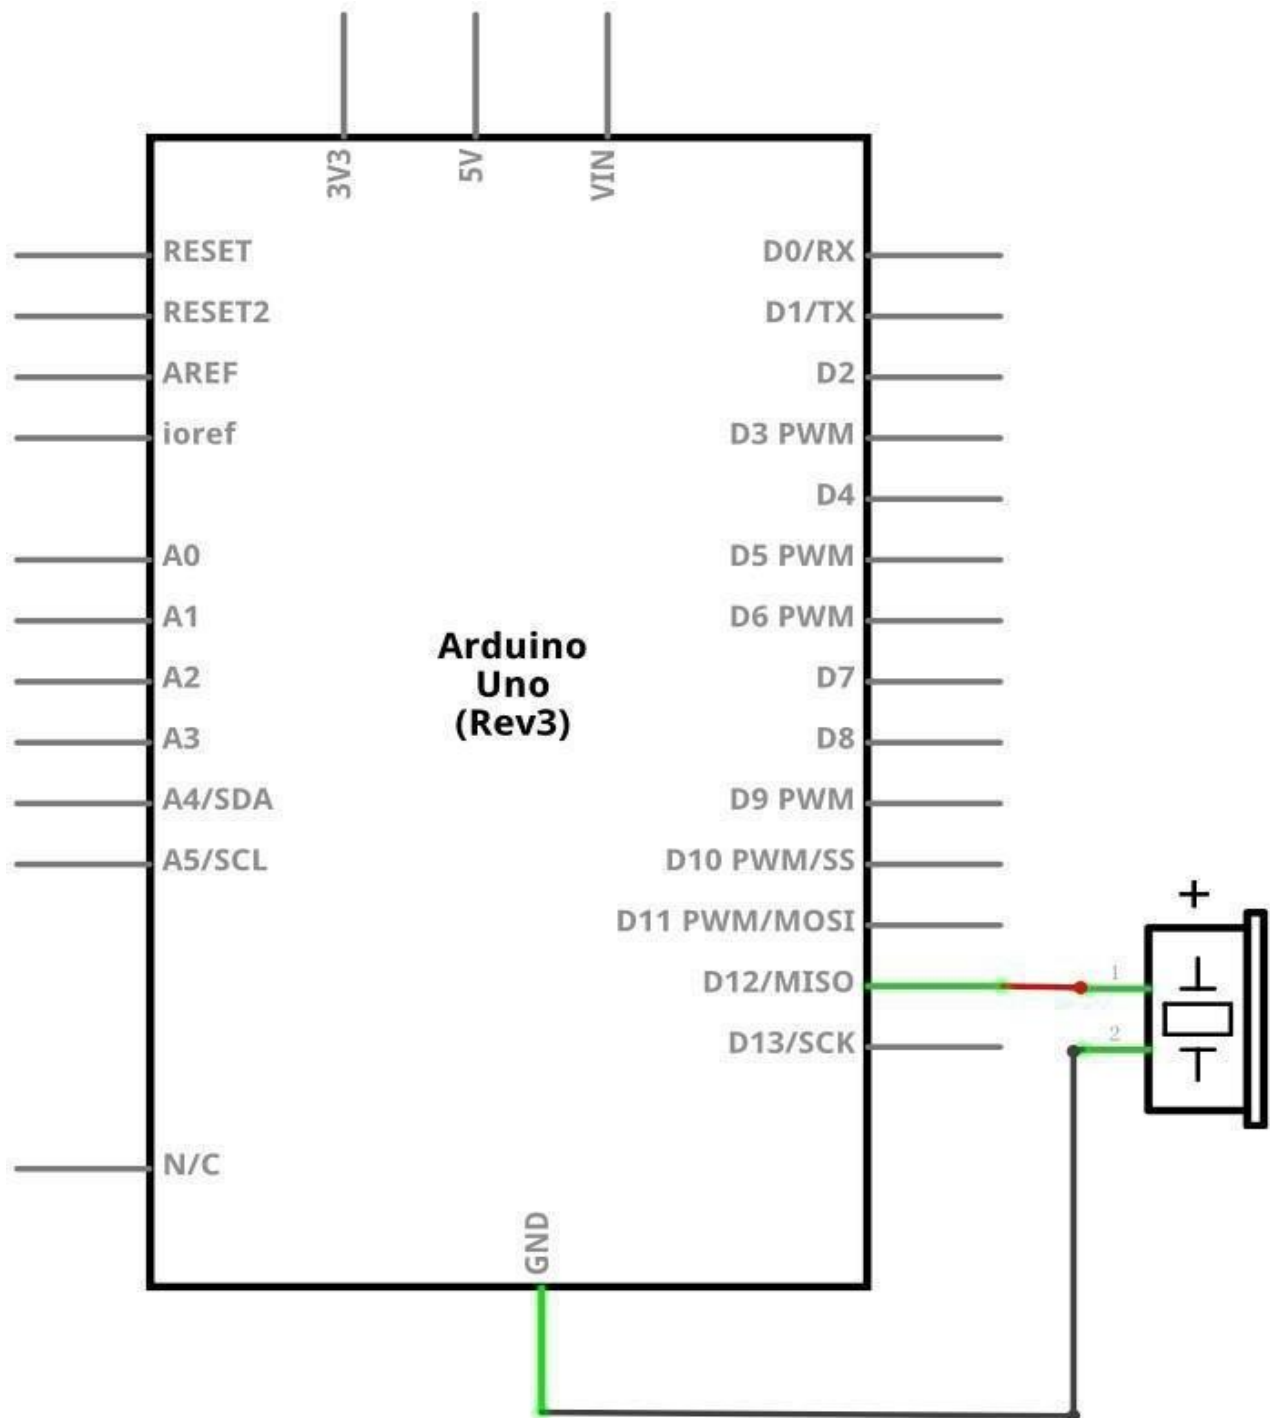 3V3
5V
VIN
RESET
RESET2
AREF
ioref
A0
A1
A2
A3
A4/SDA
A5/SCL
N/C
Arduino
Uno
(Rev3)
D0/RX
D1/TX
D2
D3 PWM
D4
D5 PWM
D6 PWM
D7
D8
D9 PWM
D10 PWM/SS
D11 PWM/MOSI
D12/MISO
D13/SCK
GND
+
1
2